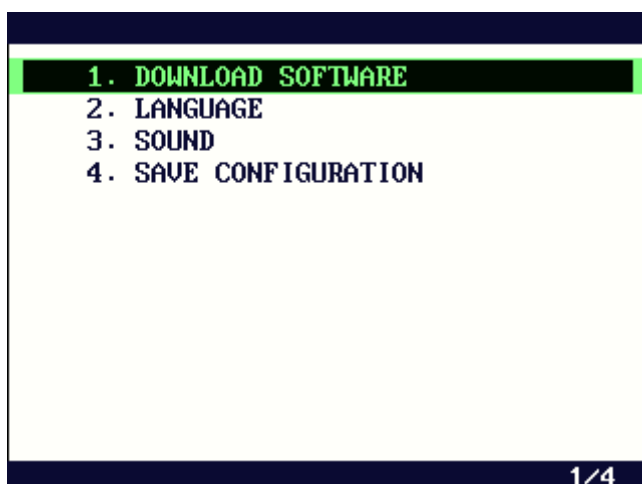 1. DOWNLOAD SOFTWARE
2. LANGUAGE
3. SOUND
4. SAVE CONFIGURATION
1/4